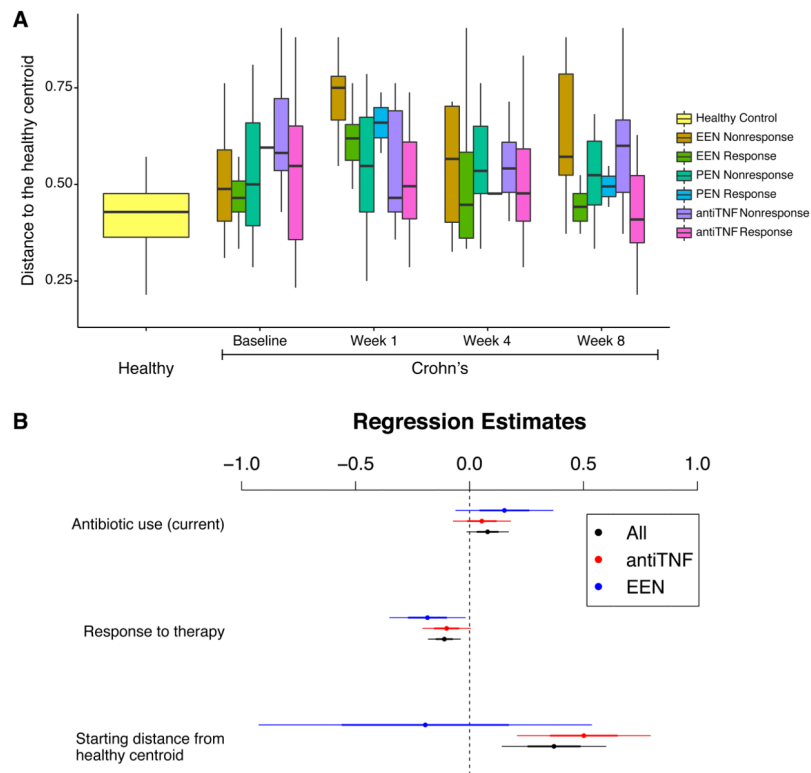 A
Distance to the healthy centroid
0.75
0.50
0.25
Healthy Control
EEN Nonresponse
EEN Response
PEN Nonresponse
PEN Response
antiTNF Nonresponse
antiTNF Response
Baseline
Week 1
Week 4
Week 8
Healthy
Crohn's
B
Regression Estimates
−1.0
−0.5
0.0
0.5
1.0
Antibiotic use (current)
All
antiTNF
EEN
Response to therapy
Starting distance from
healthy centroid